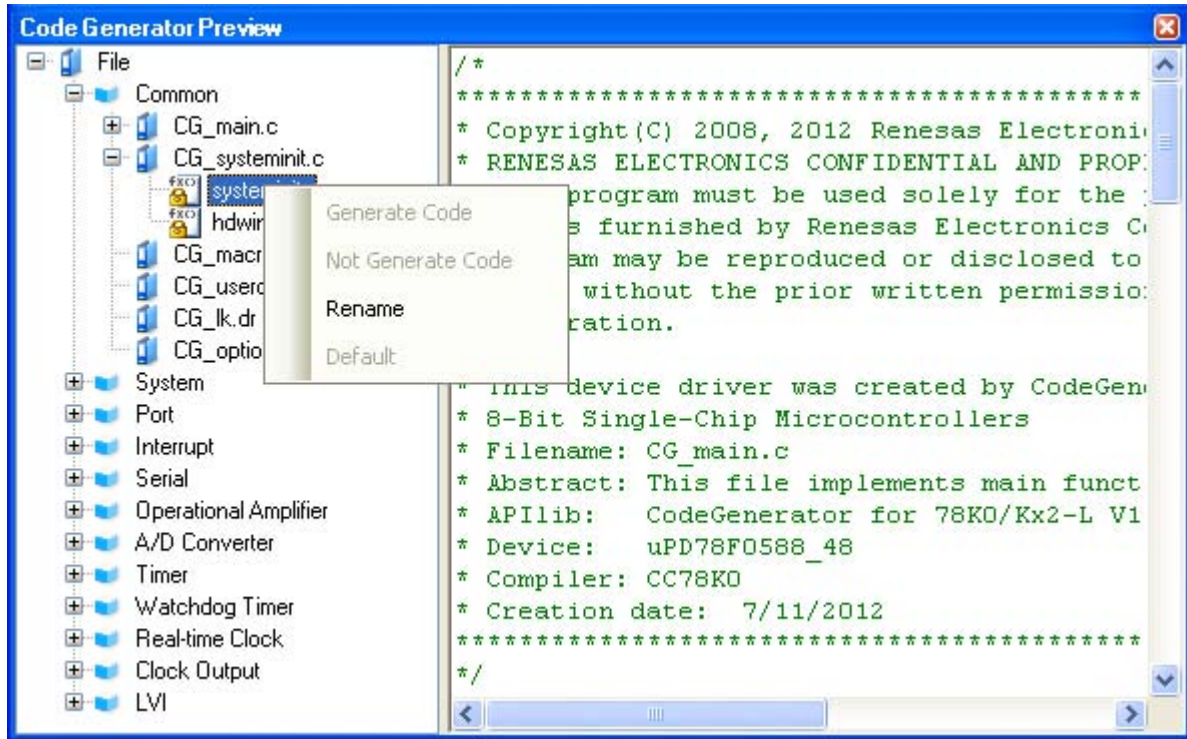 Code Generator Preview
File
Common
CG_main.c
CG_systeminit.c
hdwin
CG_macr
CG_userd
CG_lk.dr
CG_optio
System
Port
Interrupt
Serial
Operational Amplifier
A/D Converter
Timer
Watchdog Timer
Real-time Clock
Clock Output
LVI
Generate Code
Not Generate Code
Rename
Default
/*
*******************************************
* Copyright(C) 2008, 2012 Renesas Electroni
* RENESAS ELECTRONICS CONFIDENTIAL AND PROP
program must be used solely for the
s furnished by Renesas Electronics C
am may be reproduced or disclosed to
without the prior written permissio
ration.
* This device driver was created by CodeGen
* 8-Bit Single-Chip Microcontrollers
* Filename: CG_main.c
* Abstract: This file implements main funct
* APIlib: CodeGenerator for 78K0/Kx2-L V1
* Device: uPD78F0588_48
* Compiler: CC78K0
* Creation date: 7/11/2012
*******************************************
*/